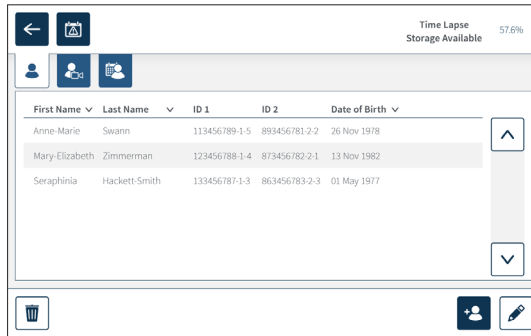 Time Lapse
Storage Available
57.6%
First Name Last Name ID 1 ID 2 Date of Birth
Anne-Marie Swann 113456789-1-5 893456781-2-2 26 Nov 1978
Mary-Elizabeth Zimmerman 123456788-1-4 873456782-2-1 13 Nov 1982
Seraphinia Hackett-Smith 133456787-1-3 863456783-2-3 01 May 1977